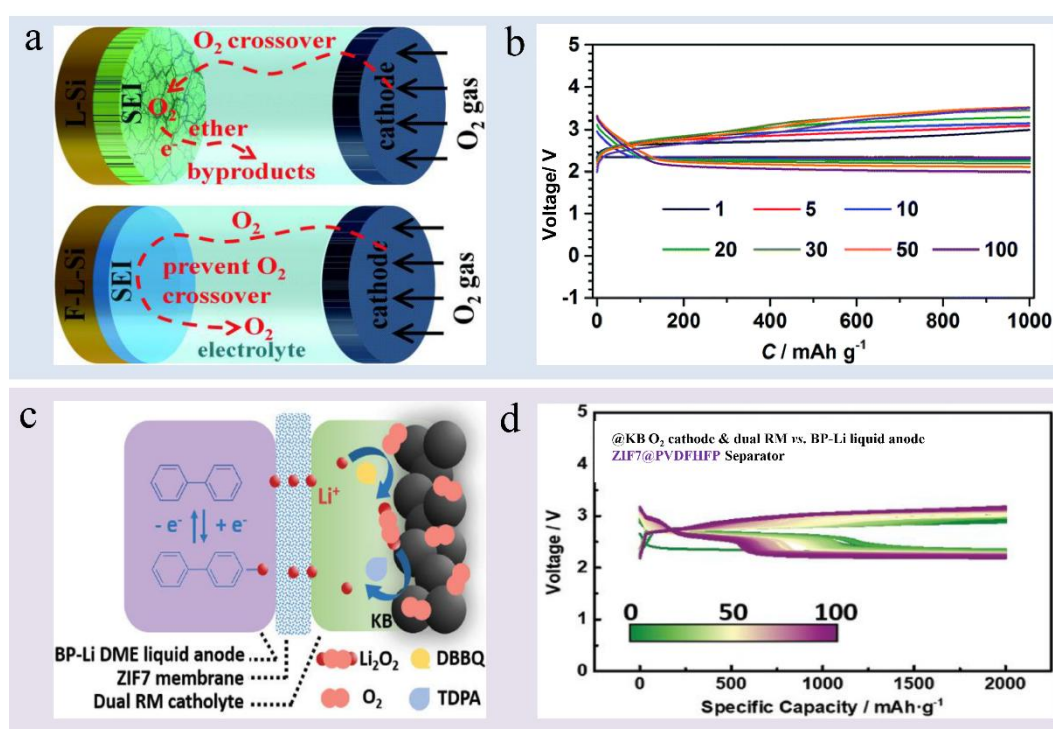 a
O₂ crossover
L-Si
SEI
O₂
ether
e⁻
byproducts
cathode
O₂ gas
O₂
F-L-Si
SEI
prevent O₂
crossover
O₂
electrolyte
cathode
O₂ gas
b
Voltage/ V
5
4
3
2
1
0
-1
1 5 10
20 30 50 100
0 200 400 600 800 1000
C / mAh g⁻¹
c
- e⁻ + e⁻
Li⁺
KB
BP-Li DME liquid anode
ZIF7 membrane
Dual RM catholyte
Li₂O₂ DBBQ
O₂ TDPA
d
Voltage / V
5
4
3
2
1
0
@KB O₂ cathode & dual RM vs. BP-Li liquid anode
ZIF7@PVDFHFP Separator
0 50 100
0 500 1000 1250 1500 2000
Specific Capacity / mAh·g⁻¹